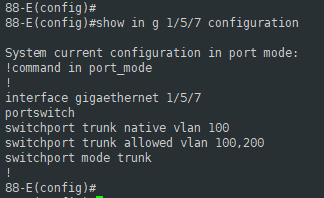 88-E(config)#
88-E(config)#show in g 1/5/7 configuration
System current configuration in port mode:
!command in port_mode
!
interface gigaethernet 1/5/7
portswitch
switchport trunk native vlan 100
switchport trunk allowed vlan 100,200
switchport mode trunk
!
88-E(config)#